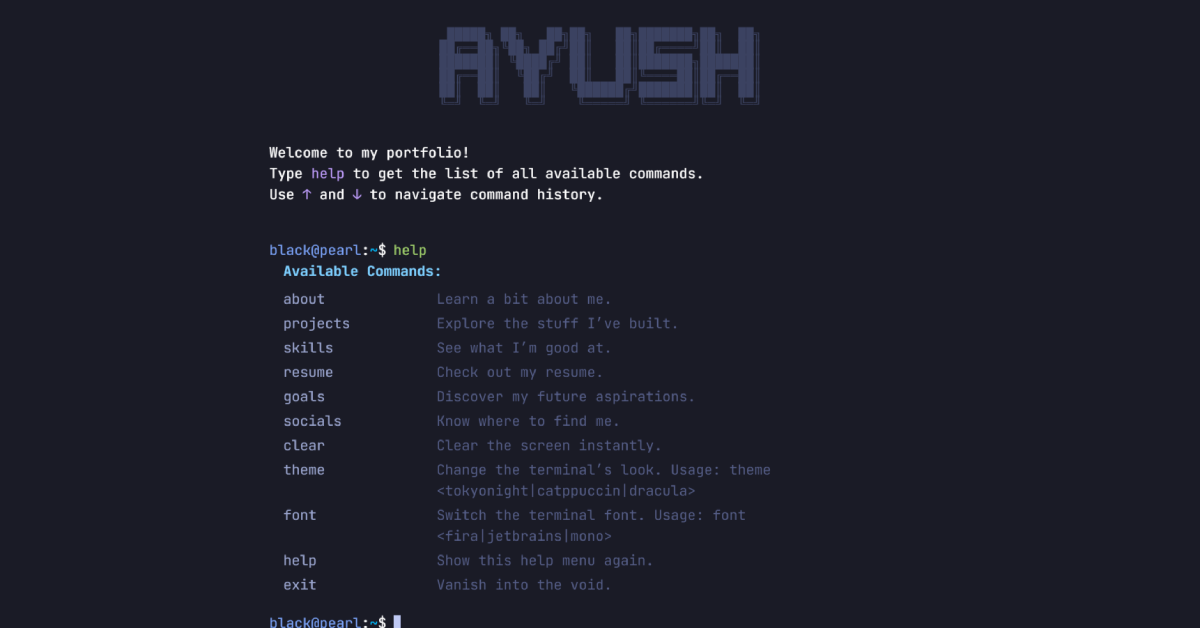 AYUSH
Welcome to my portfolio!
Type help to get the list of all available commands.
Use ↑ and ↓ to navigate command history.
black@pearl:~$ help
Available Commands:
about Learn a bit about me.
projects Explore the stuff I’ve built.
skills See what I’m good at.
resume Check out my resume.
goals Discover my future aspirations.
socials Know where to find me.
clear Clear the screen instantly.
theme Change the terminal’s look. Usage: theme
<tokyonight|catppuccin|dracula>
font Switch the terminal font. Usage: font
<fira|jetbrains|mono>
help Show this help menu again.
exit Vanish into the void.
black@pearl:~$